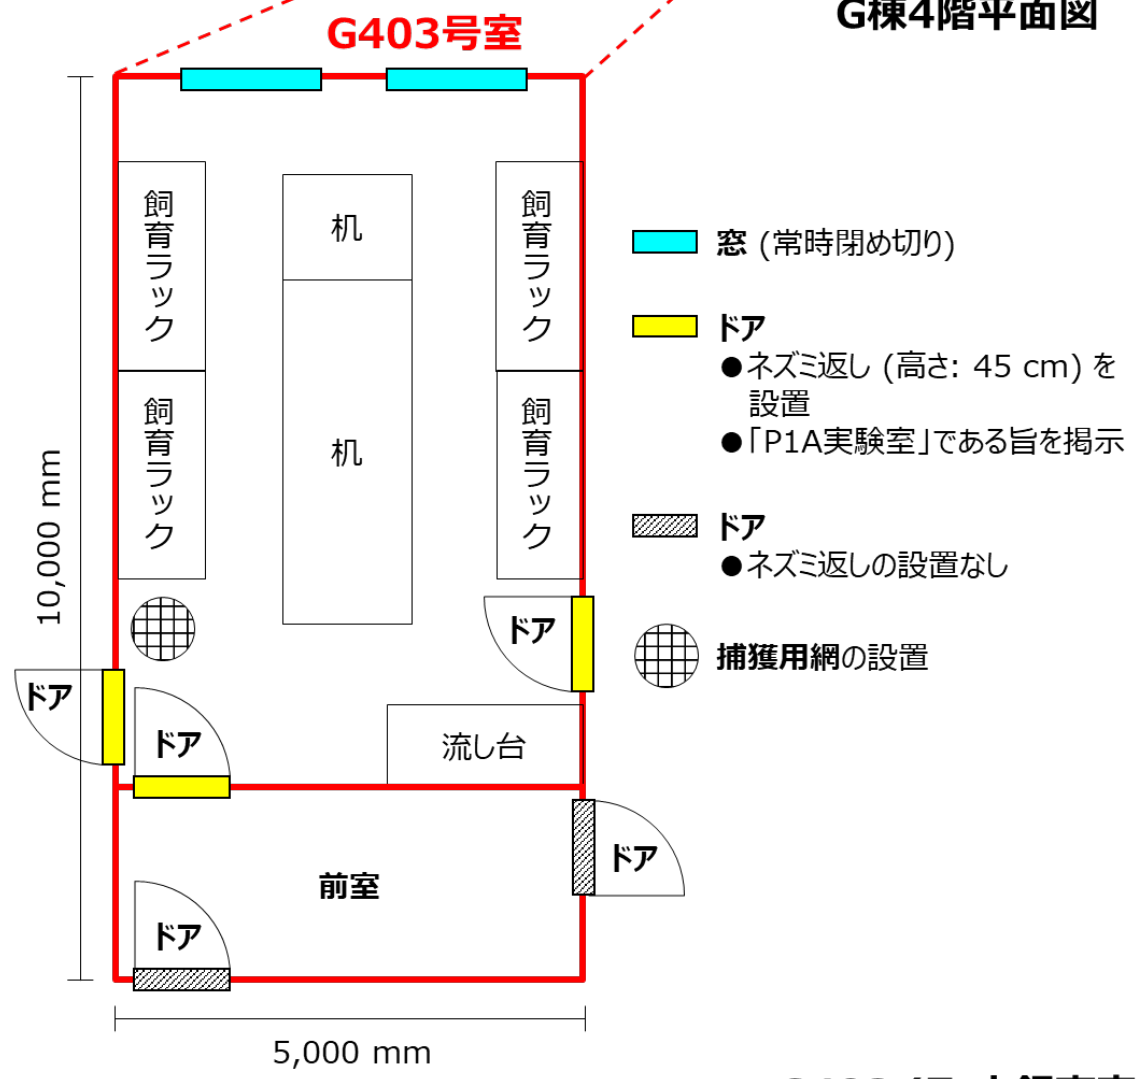 G棟4階平面図
G403号室
飼育ラック
机
飼育ラック
飼育ラック
机
飼育ラック
ドア
ドア
ドア
流し台
前室
ドア
ドア
10,000 mm
5,000 mm
窓 (常時閉め切り)
ドア
●ネズミ返し (高さ: 45 cm) を
設置
●「P1A実験室」である旨を掲示
ドア
●ネズミ返しの設置なし
捕獲用網の設置